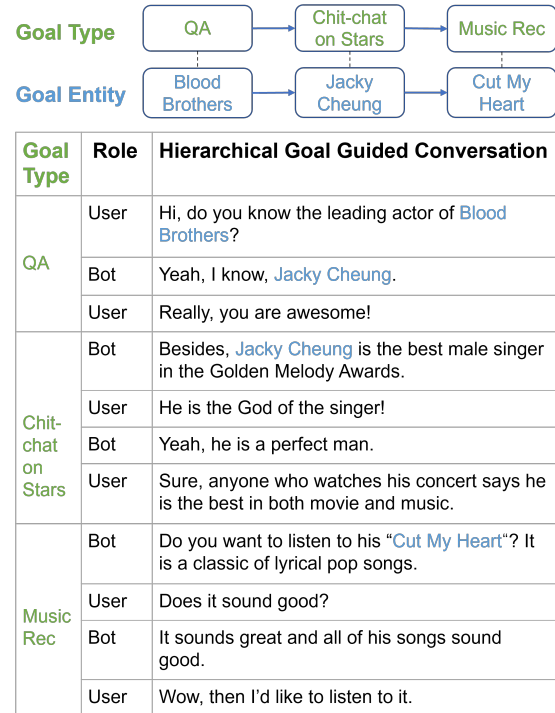 Goal Type
QA
Chit-chat
on Stars
Music Rec
Goal Entity
Blood
Brothers
Jacky
Cheung
Cut My
Heart
Goal
Type
Role
Hierarchical Goal Guided Conversation
QA
User
Hi, do you know the leading actor of Blood
Brothers?
Bot
Yeah, I know, Jacky Cheung.
User
Really, you are awesome!
Chit-
chat
on
Stars
Bot
Besides, Jacky Cheung is the best male singer
in the Golden Melody Awards.
User
He is the God of the singer!
Bot
Yeah, he is a perfect man.
User
Sure, anyone who watches his concert says he
is the best in both movie and music.
Music
Rec
Bot
Do you want to listen to his “Cut My Heart“? It
is a classic of lyrical pop songs.
User
Does it sound good?
Bot
It sounds great and all of his songs sound
good.
User
Wow, then I’d like to listen to it.